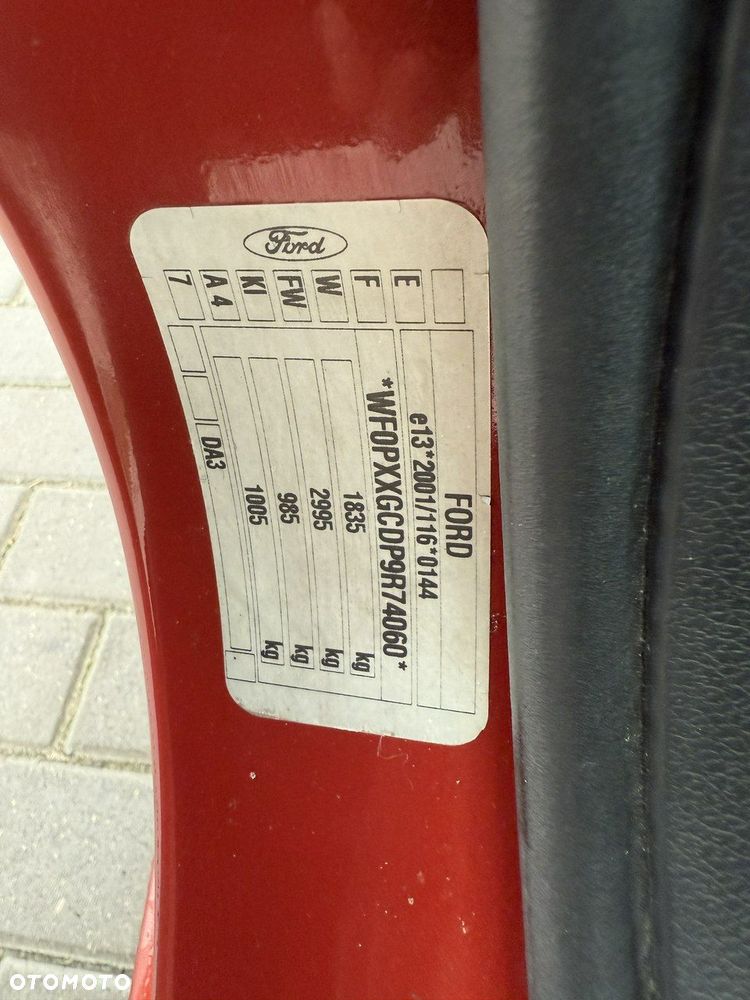 Ford
FORD
e13*2001/116*0144
*WF0PXXGCDP9R74060*
1835 kg
2995 kg
985 kg
1005 kg
DA3
E
F
W
FW
KI
A 4
7
OTOMOTO